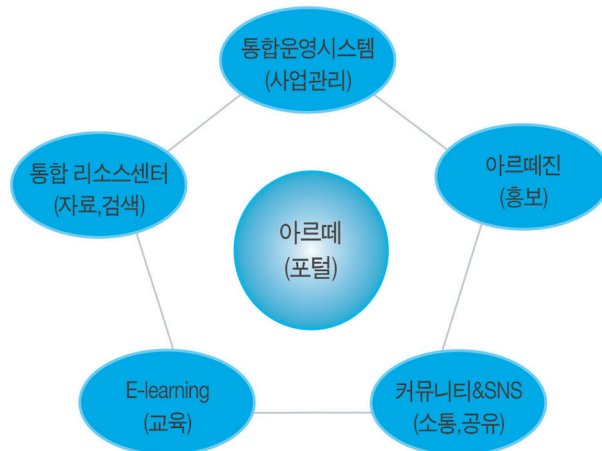 통합운영시스템
(사업관리)
통합 리소스센터
(자료,검색)
아르떼진
(홍보)
아르떼
(포털)
E-learning
(교육)
커뮤니티&SNS
(소통,공유)